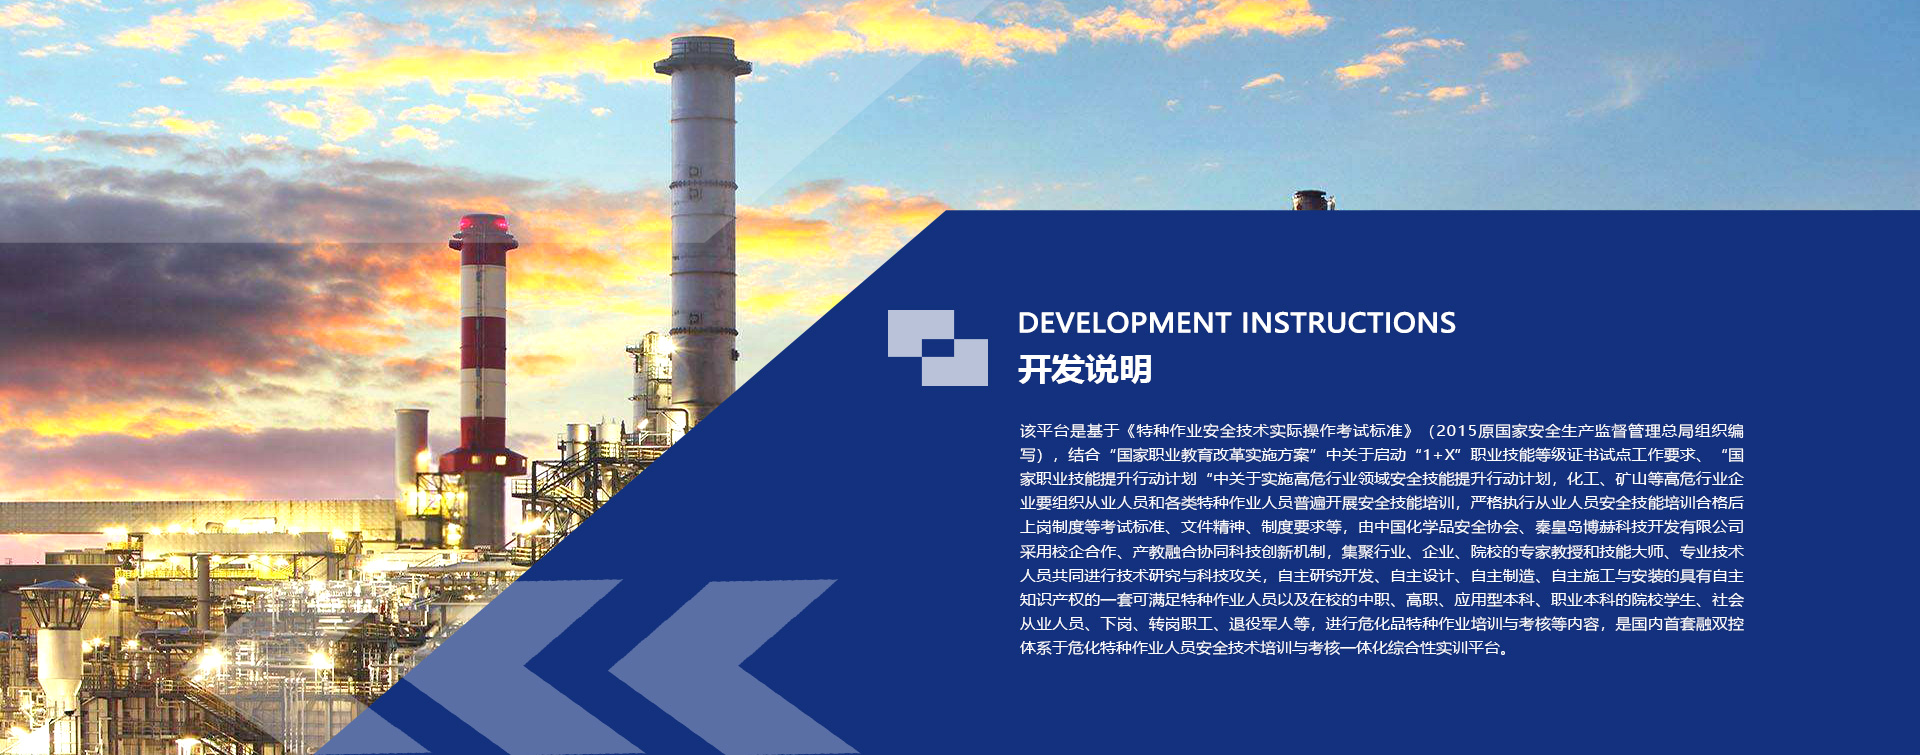 DEVELOPMENT INSTRUCTIONS
开发说明
该平台是基于《特种作业安全技术实际操作考试标准》（2015原国家安全生产监督管理总局组织编
写），结合“国家职业教育改革实施方案”中关于启动“1+X”职业技能等级证书试点工作要求、“国
家职业技能提升行动计划“中关于实施高危行业领域安全技能提升行动计划，化工、矿山等高危行业企
业要组织从业人员和各类特种作业人员普遍开展安全技能培训，严格执行从业人员安全技能培训合格后
上岗制度等考试标准、文件精神、制度要求等，由中国化学品安全协会、秦皇岛博赫科技开发有限公司
采用校企合作、产教融合协同科技创新机制，集聚行业、企业、院校的专家教授和技能大师、专业技术
人员共同进行技术研究与科技攻关，自主研究开发、自主设计、自主制造、自主施工与安装的具有自主
知识产权的一套可满足特种作业人员以及在校的中职、高职、应用型本科、职业本科的院校学生、社会
从业人员、下岗、转岗职工、退役军人等，进行危化品特种作业培训与考核等内容，是国内首套融双控
体系于危化特种作业人员安全技术培训与考核一体化综合性实训平台。